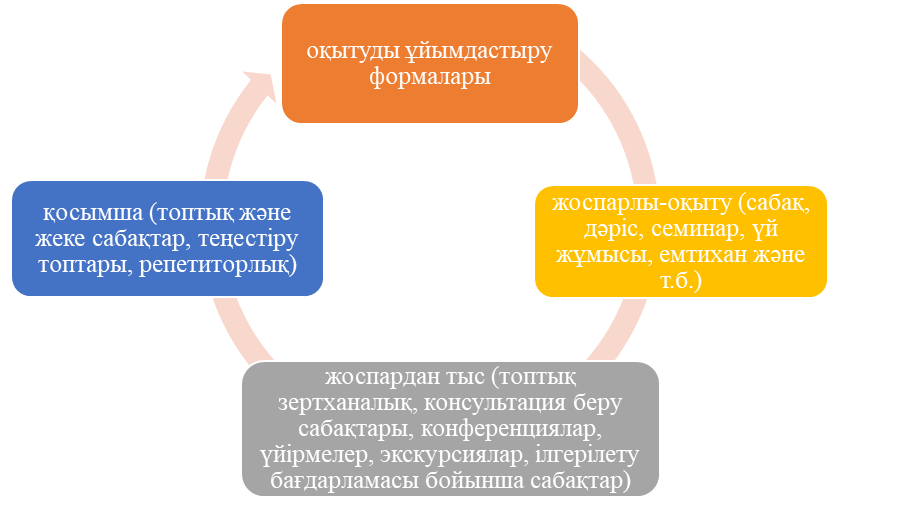 оқытуды ұйымдастыру
формалары
қосымша (топтық және
жеке сабақтар, теңестіру
топтары, репетиторлық)
жоспарлы-оқыту (сабақ,
дәріс, семинар, үй
жұмысы, емтихан және
т.б.)
жоспардан тыс (топтық
зертханалық, консультация беру
сабақтары, конференциялар,
үйірмелер, экскурсиялар, ілгерілету
бағдарламасы бойынша сабақтар)